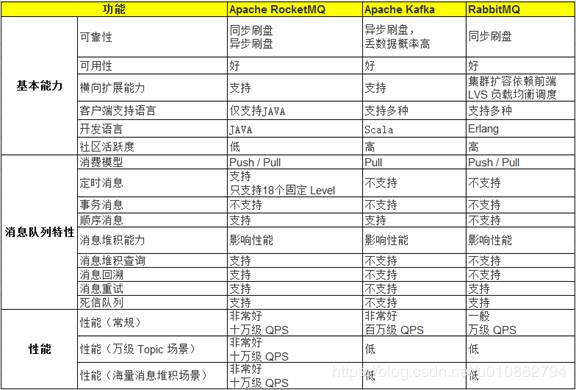 功能 Apache RocketMQ Apache Kafka RabbitMQ
基本能力
可靠性 同步刷盘 异步刷盘, 同步刷盘
异步刷盘 丢数据概率高
可用性 好 好 好
横向扩展能力 支持 支持 集群扩容依赖前端
LVS 负载均衡调度
客户端支持语言 仅支持JAVA 支持多种 支持多种
开发语言 JAVA Scala Erlang
社区活跃度 低 高 高
消息队列特性
消费模型 Push / Pull Pull Push / Pull
定时消息 支持 不支持 不支持
只支持18个固定 Level
事务消息 不支持 不支持 不支持
顺序消息 支持 支持 不支持
消息堆积能力 影响性能 影响性能 影响性能
消息堆积查询 支持 不支持 不支持
消息回溯 支持 不支持 不支持
消息重试 支持 不支持 支持
死信队列 支持 不支持 支持
性能
性能（常规） 非常好 非常好 一般
十万级 QPS 百万级 QPS 万级 QPS
性能（万级 Topic 场景） 非常好 低 低
十万级 QPS
性能（海量消息堆积场景） 非常好 低 低
十万级 QPS
https://blog.csdn.net/u010862794